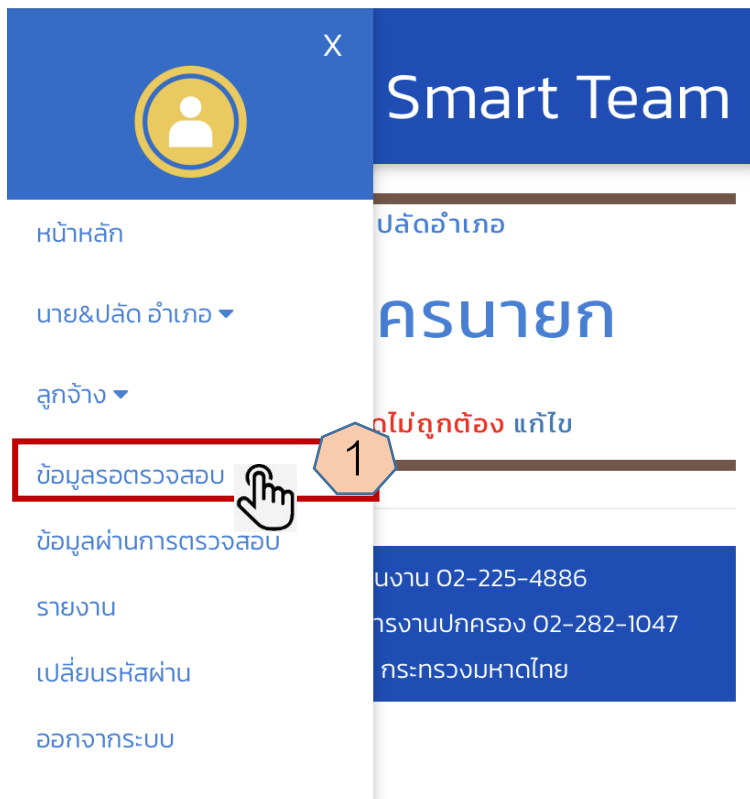 X
Smart Team
หน้าหลัก
นาย&ปลัด อำเภอ
ลูกจ้าง
ข้อมูลรอตรวจสอบ
1
ข้อมูลผ่านการตรวจสอบ
รายงาน
เปลี่ยนรหัสผ่าน
ออกจากระบบ
ปลัดอำเภอ
ครนายก
ไม่ถูกต้อง แก้ไข
นงาน 02-225-4886
ารงานปกครอง 02-282-1047
กระทรวงมหาดไทย